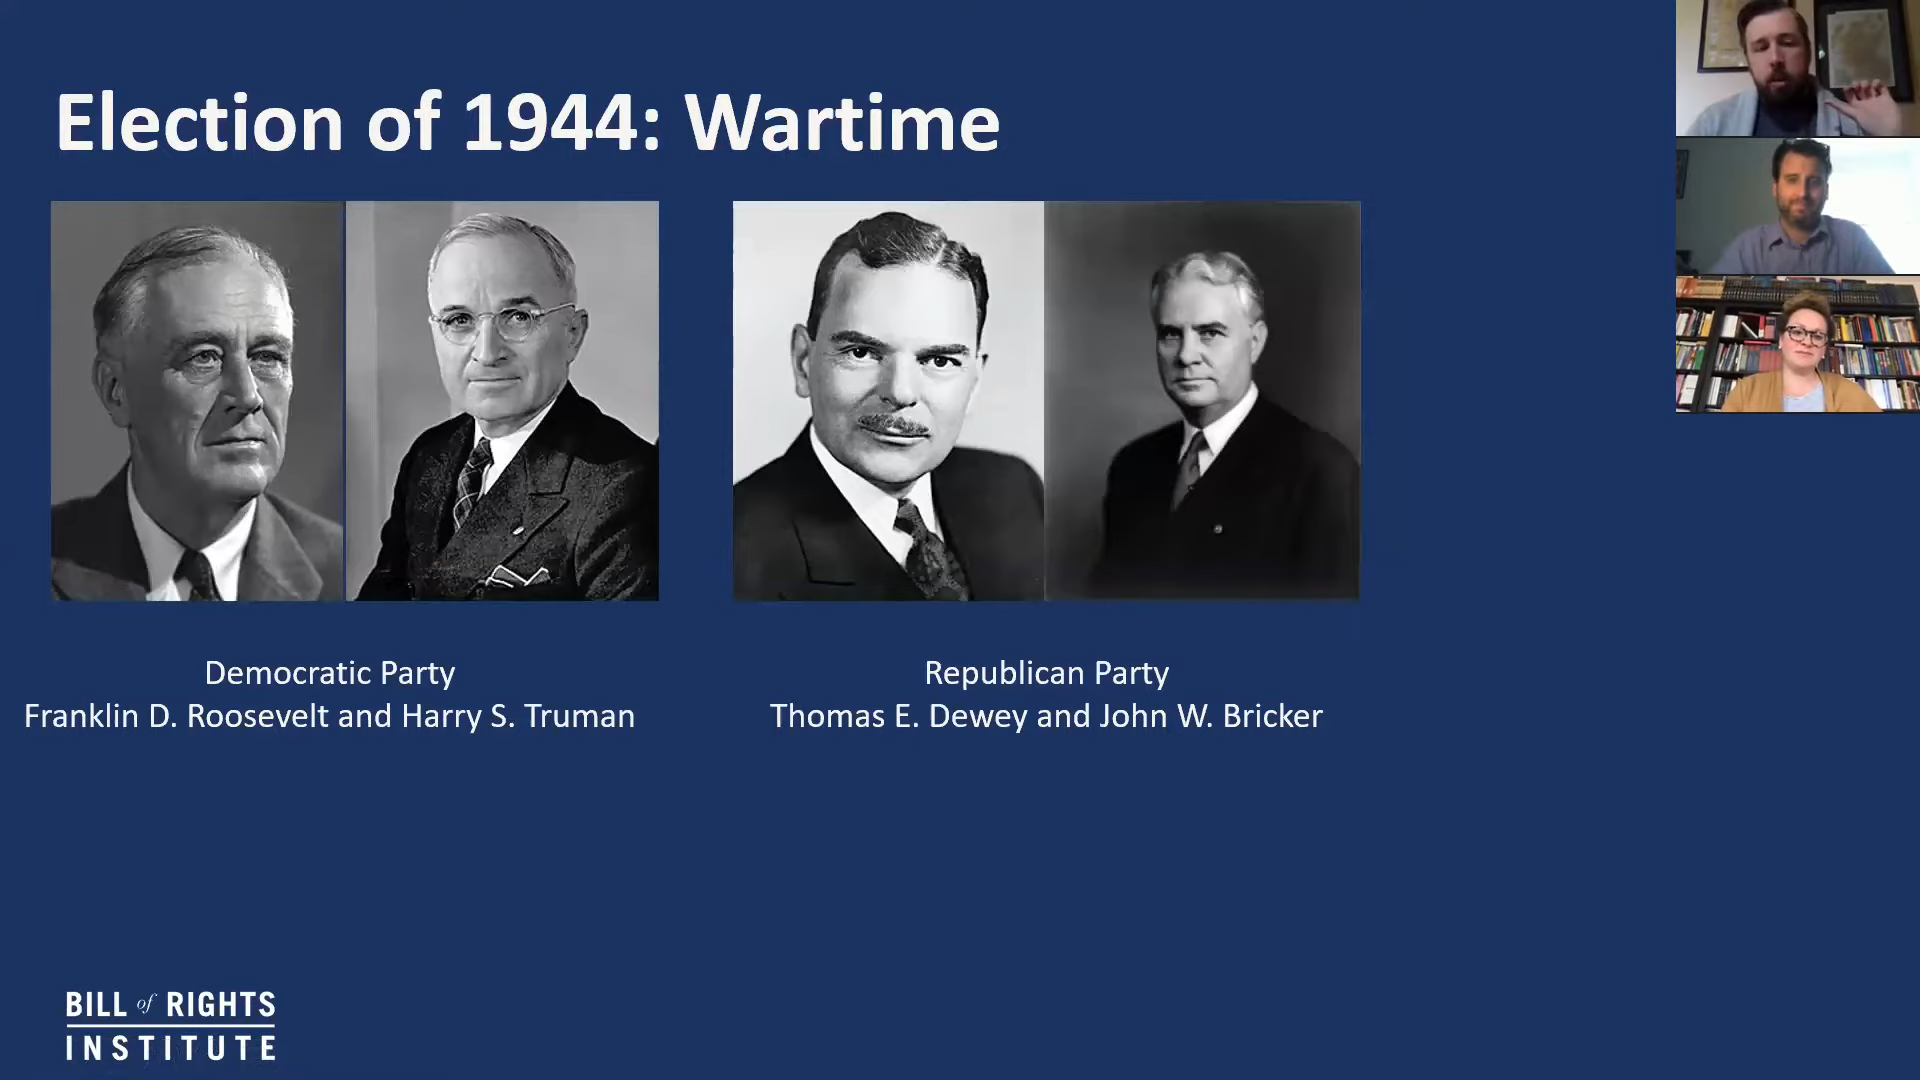 Election of 1944: Wartime
Democratic Party
Franklin D. Roosevelt and Harry S. Truman
Republican Party
Thomas E. Dewey and John W. Bricker
BILL of RIGHTS
INSTITUTE